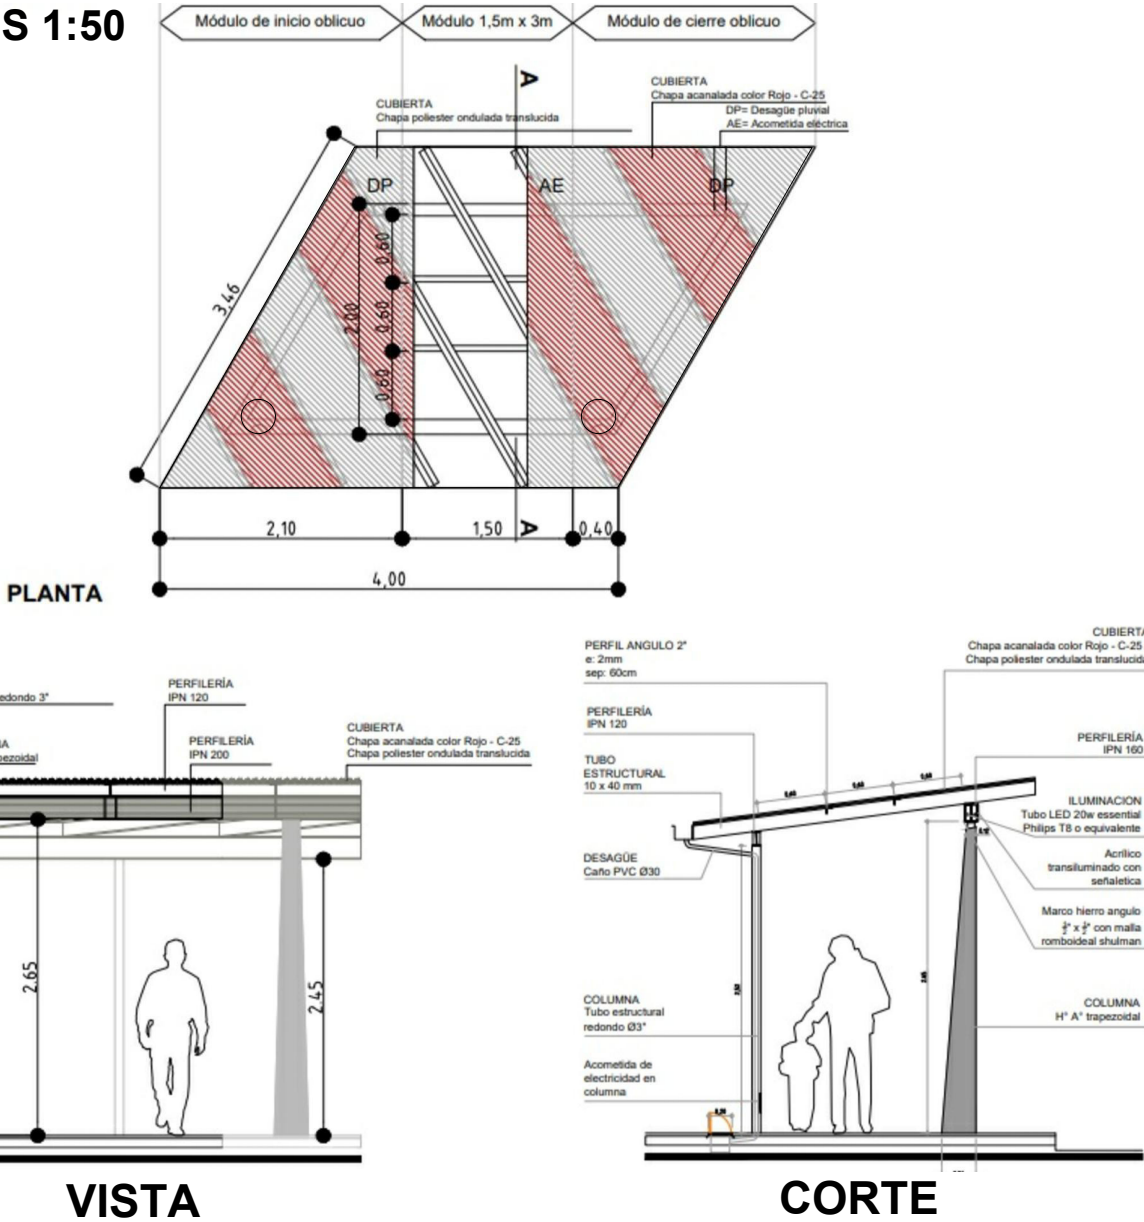 S 1:50
Módulo de inicio oblicuo
Módulo 1,5m x 3m
Módulo de cierre oblicuo
A
CUBIERTA
Chapa poliester ondulada translucida
CUBIERTA
Chapa acanalada color Rojo - C-25
DP= Desagüe pluvial
AE= Acometida eléctrica
DP
AE
DP
3,46
2,00
0,60
0,60
0,60
2,10
1,50
A
0,40
4,00
PLANTA
edondo 3"
PERFILERÍA
IPN 120
PERFILERÍA
IPN 200
CUBIERTA
Chapa acanalada color Rojo - C-25
Chapa poliester ondulada translucida
A
pezoidal
2.65
2.45
VISTA
PERFIL ANGULO 2"
e: 2mm
sep: 60cm
PERFILERÍA
IPN 120
TUBO
ESTRUCTURAL
10 x 40 mm
DESAGÜE
Caño PVC Ø30
COLUMNA
Tubo estructural
redondo Ø3"
Acometida de
electricidad en
columna
CUBIERTA
Chapa acanalada color Rojo - C-25
Chapa poliester ondulada translucida
PERFILERÍA
IPN 160
ILUMINACION
Tubo LED 20w essential
Philips T8 o equivalente
Acrílico
transiluminado con
señaletica
Marco hierro angulo
con malla
romboideal shulman
COLUMNA
H° A° trapezoidal
CORTE